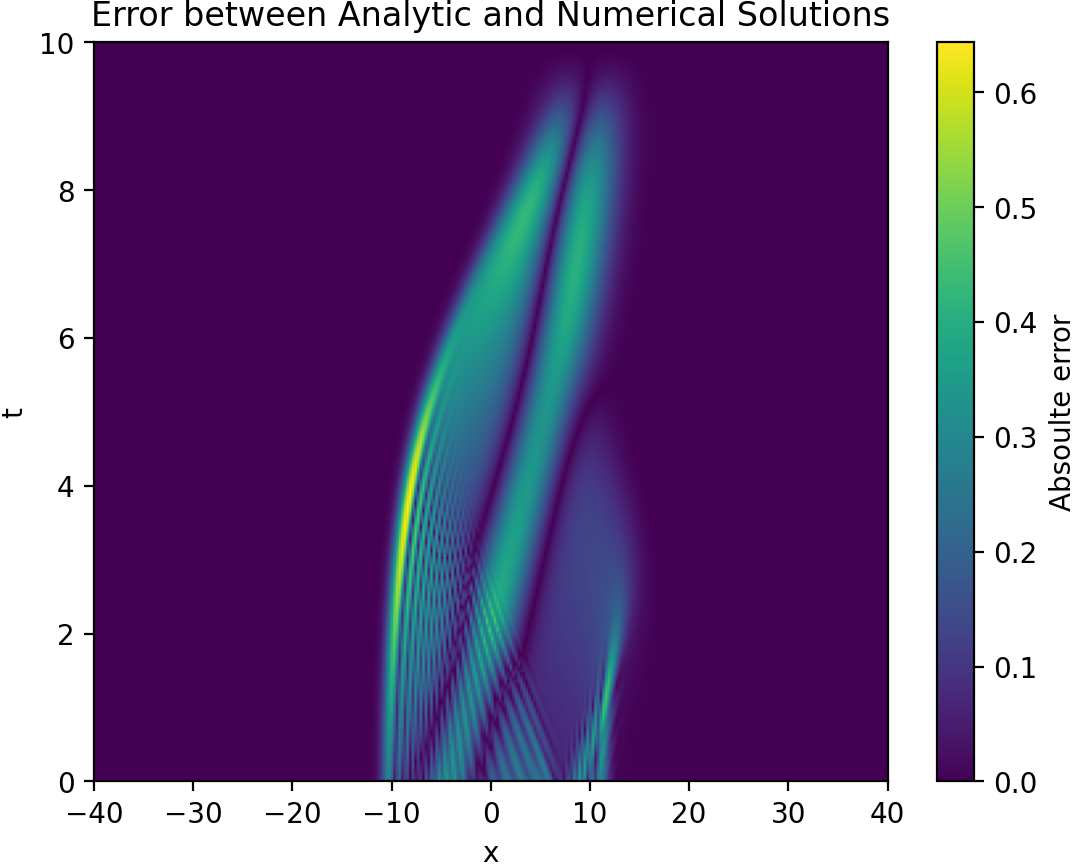 Error between Analytic and Numerical Solutions
10
8
6
4
2
0
t
−40 −30 −20 −10 0 10 20 30 40
x
0.6
0.5
0.4
0.3
0.2
0.1
0.0
Absoulte error